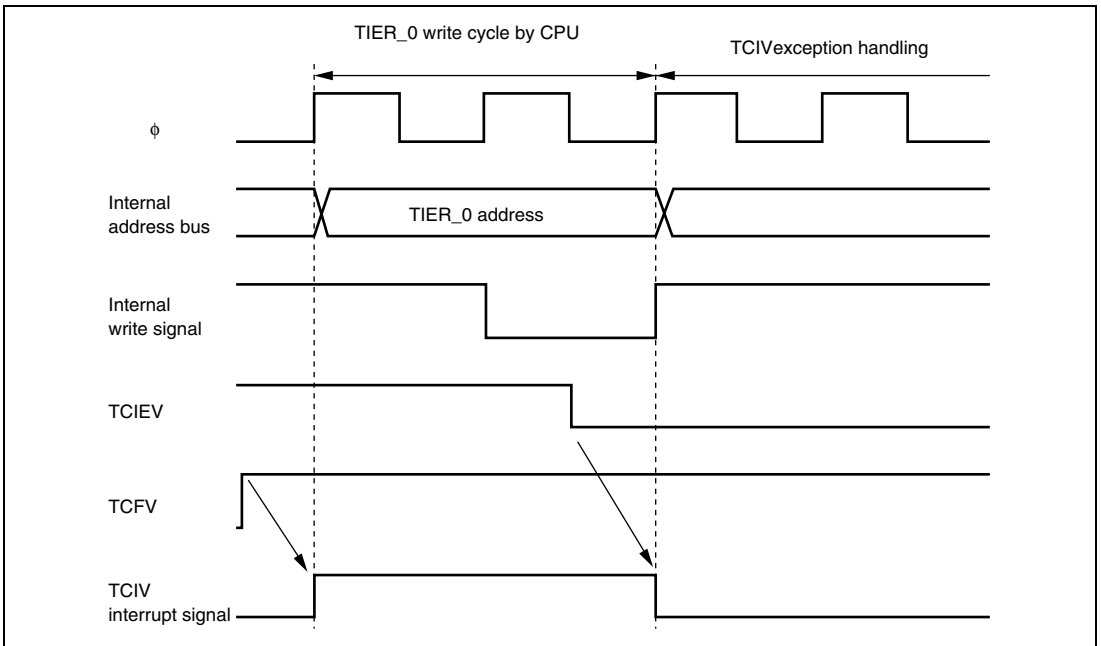 TIER_0 write cycle by CPU
TCIVexception handling
ϕ
Internal
address bus
TIER_0 address
Internal
write signal
TCIEV
TCFV
TCIV
interrupt signal